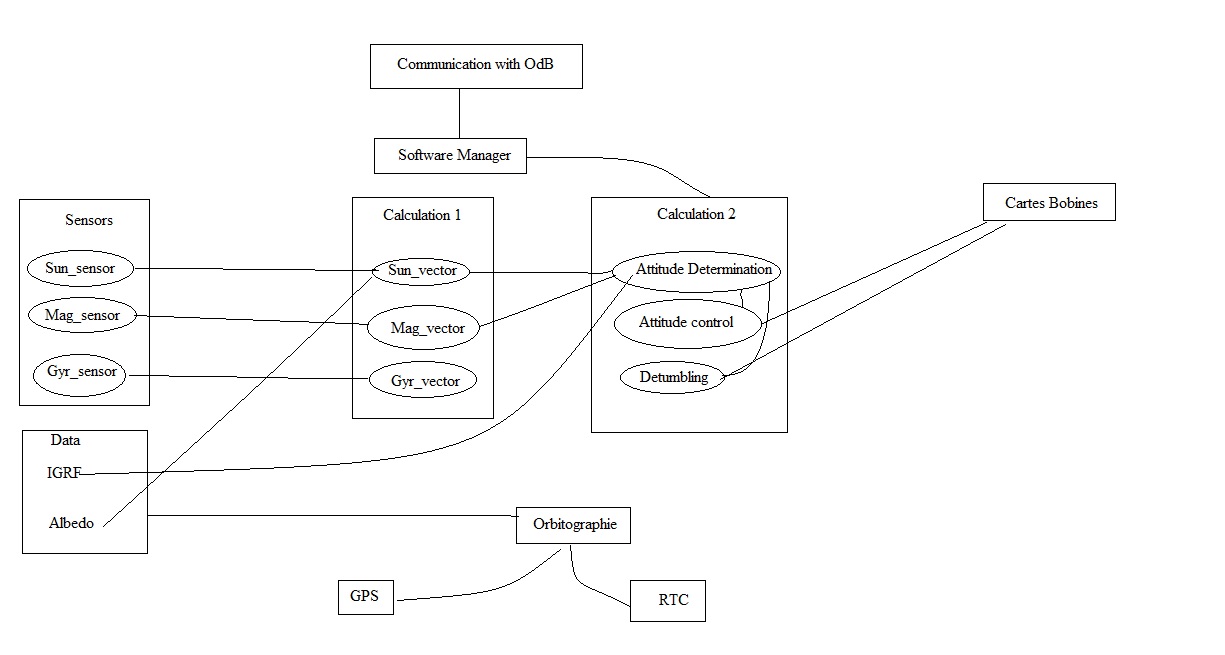 Communication with OdB
Software Manager
Sensors
Sun_sensor
Mag_sensor
Gyr_sensor
Calculation 1
Sun_vector
Mag_vector
Gyr_vector
Calculation 2
Attitude Determination
Attitude control
Detumbling
Cartes Bobines
Data
IGRF
Albedo
Orbitographie
GPS
RTC